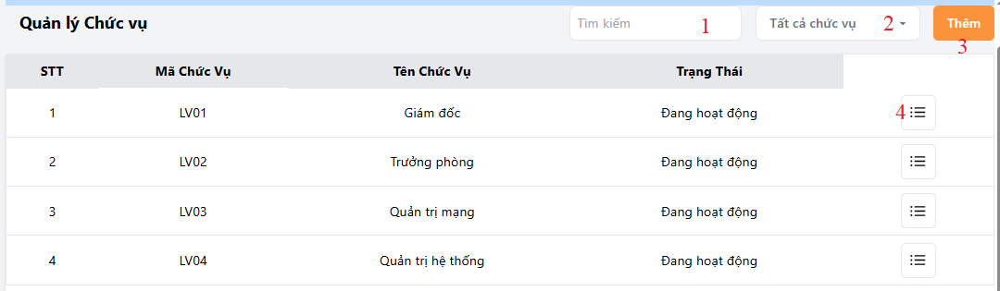 Quản lý Chức vụ Tìm kiếm 1 Tất cả chức vụ 2 Thêm
3
STT Mã Chức Vụ Tên Chức Vụ Trạng Thái
1 LV01 Giám đốc Đang hoạt động 4
2 LV02 Trưởng phòng Đang hoạt động
3 LV03 Quản trị mạng Đang hoạt động
4 LV04 Quản trị hệ thống Đang hoạt động